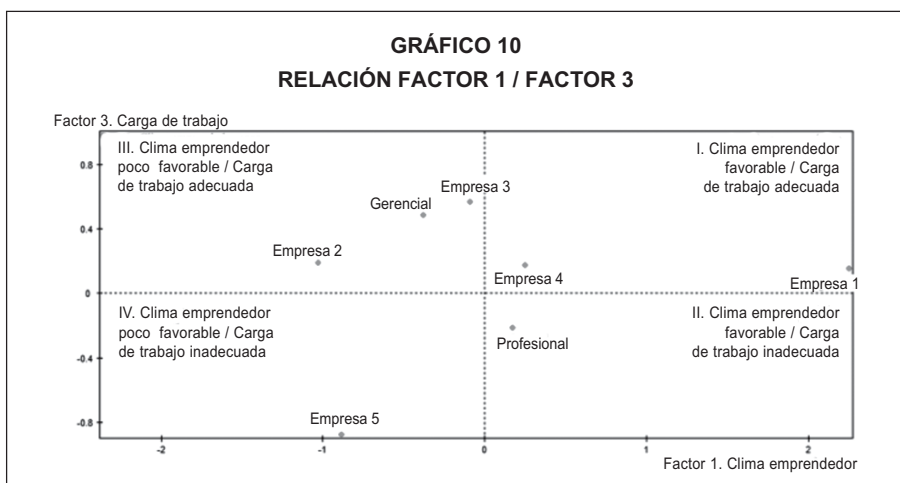 GRÁFICO 10
RELACIÓN FACTOR 1 / FACTOR 3
Factor 3. Carga de trabajo
III. Clima emprendedor
poco favorable / Carga
de trabajo adecuada
I. Clima emprendedor
favorable / Carga
de trabajo adecuada
0.8
Empresa 3
Gerencial
0.4
Empresa 2
Empresa 4
Empresa 1
0
IV. Clima emprendedor
poco favorable / Carga
de trabajo inadecuada
II. Clima emprendedor
favorable / Carga
de trabajo inadecuada
Profesional
-0.4
Empresa 5
-0.8
-2
-1
0
1
2
Factor 1. Clima emprendedor